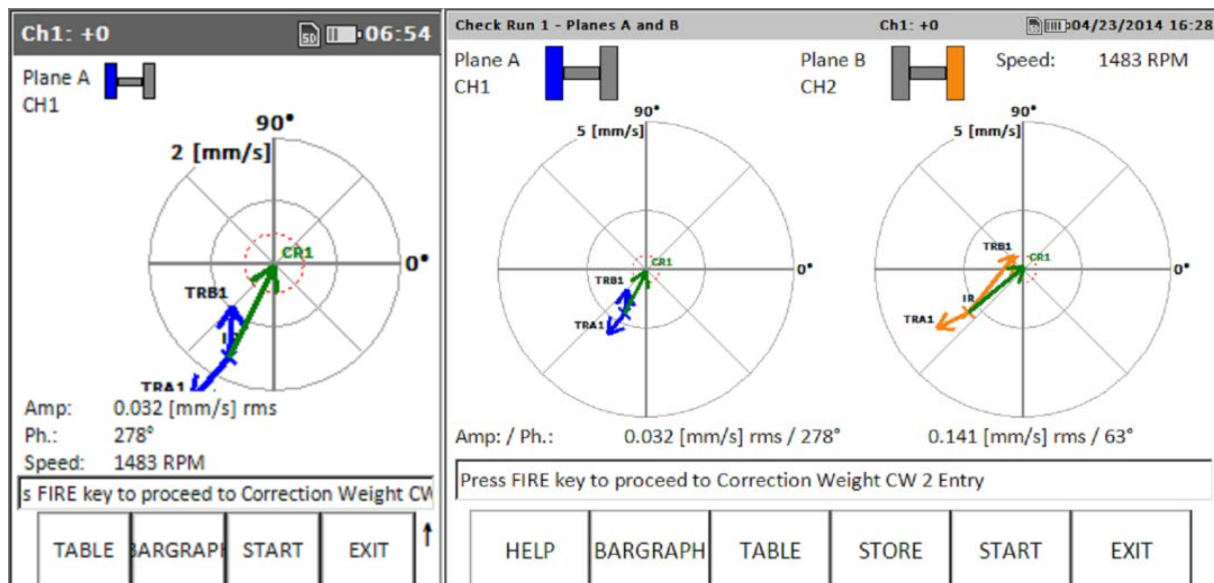 Ch1: +0 SD 06:54
Plane A
CH1
90°
2 [mm/s]
CR1
0°
TRB1
TRA1
Amp: 0.032 [mm/s] rms
Ph.: 278°
Speed: 1483 RPM
s FIRE key to proceed to Correction Weight CW
TABLE BARGRAPH START EXIT
Check Run 1 - Planes A and B Ch1: +0 04/23/2014 16:28
Plane A
CH1
Plane B
CH2
Speed: 1483 RPM
90°
5 [mm/s]
CR1
0°
TRB1
TRA1
90°
5 [mm/s]
TRB1
CR1
0°
IR
TRA1
Amp: / Ph.: 0.032 [mm/s] rms / 278° 0.141 [mm/s] rms / 63°
Press FIRE key to proceed to Correction Weight CW 2 Entry
HELP BARGRAPH TABLE STORE START EXIT